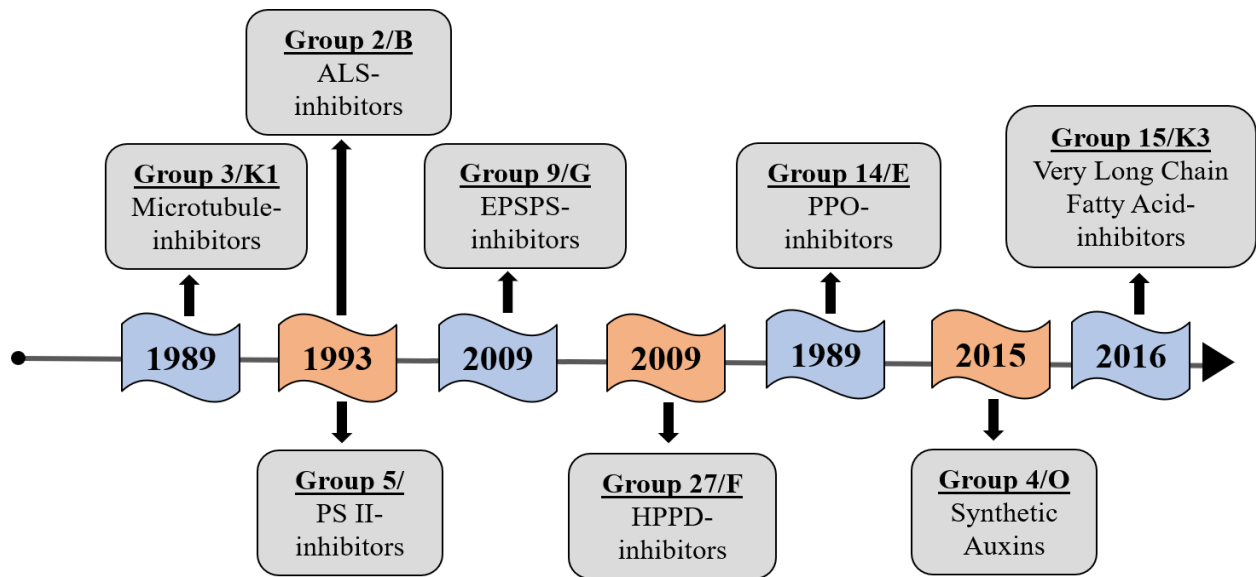 Group 2/B
ALS-
inhibitors
Group 3/K1
Microtubule-
inhibitors
Group 9/G
EPSPS-
inhibitors
Group 14/E
PPO-
inhibitors
Group 15/K3
Very Long Chain
Fatty Acid-
inhibitors
1989
1993
2009
2009
1989
2015
2016
Group 5/
PS II-
inhibitors
Group 27/F
HPPD-
inhibitors
Group 4/O
Synthetic
Auxins